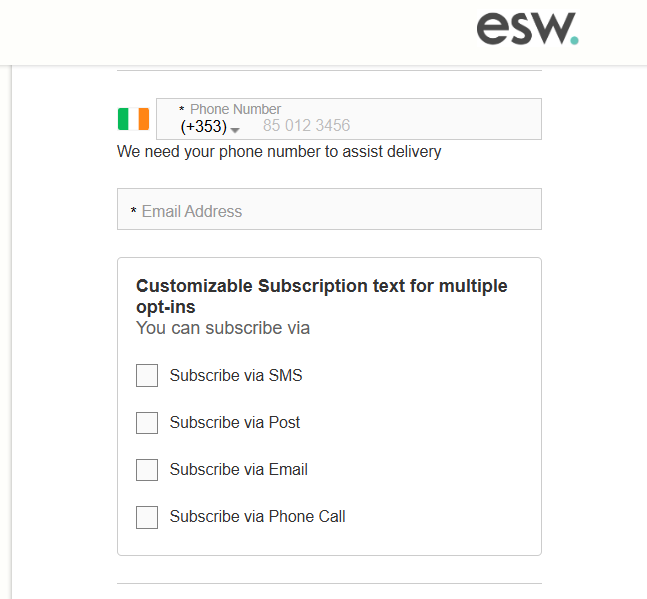 esw.
* Phone Number
(+353) 85 012 3456
We need your phone number to assist delivery
* Email Address
Customizable Subscription text for multiple
opt-ins
You can subscribe via
Subscribe via SMS
Subscribe via Post
Subscribe via Email
Subscribe via Phone Call